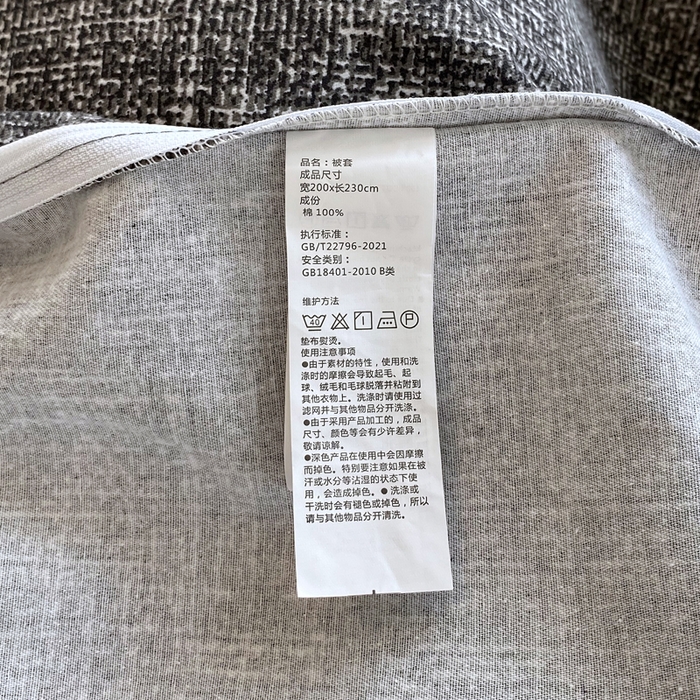 品名：被套
成品尺寸
宽200x长230cm
成份
棉 100%
执行标准：
GB/T22796-2021
安全类别：
GB18401-2010 B类
维护方法
40 P
垫布熨烫。
使用注意事项
●由于素材的特性，使用和洗
涤时的摩擦会导致起毛、起
球、绒毛和毛球脱落并粘附到
其他衣物上。洗涤时请使用过
滤网并与其他物品分开洗涤。
●由于采用产品加工的，成品
尺寸、颜色等会有少许差异，
敬请谅解。
●深色产品在使用中会因摩擦
而掉色。特别要注意如果在被
汗或水分等沾湿的状态下使
用，会造成掉色。●洗涤或
干洗时会有褪色或掉色，所以
请与其他物品分开清洗。